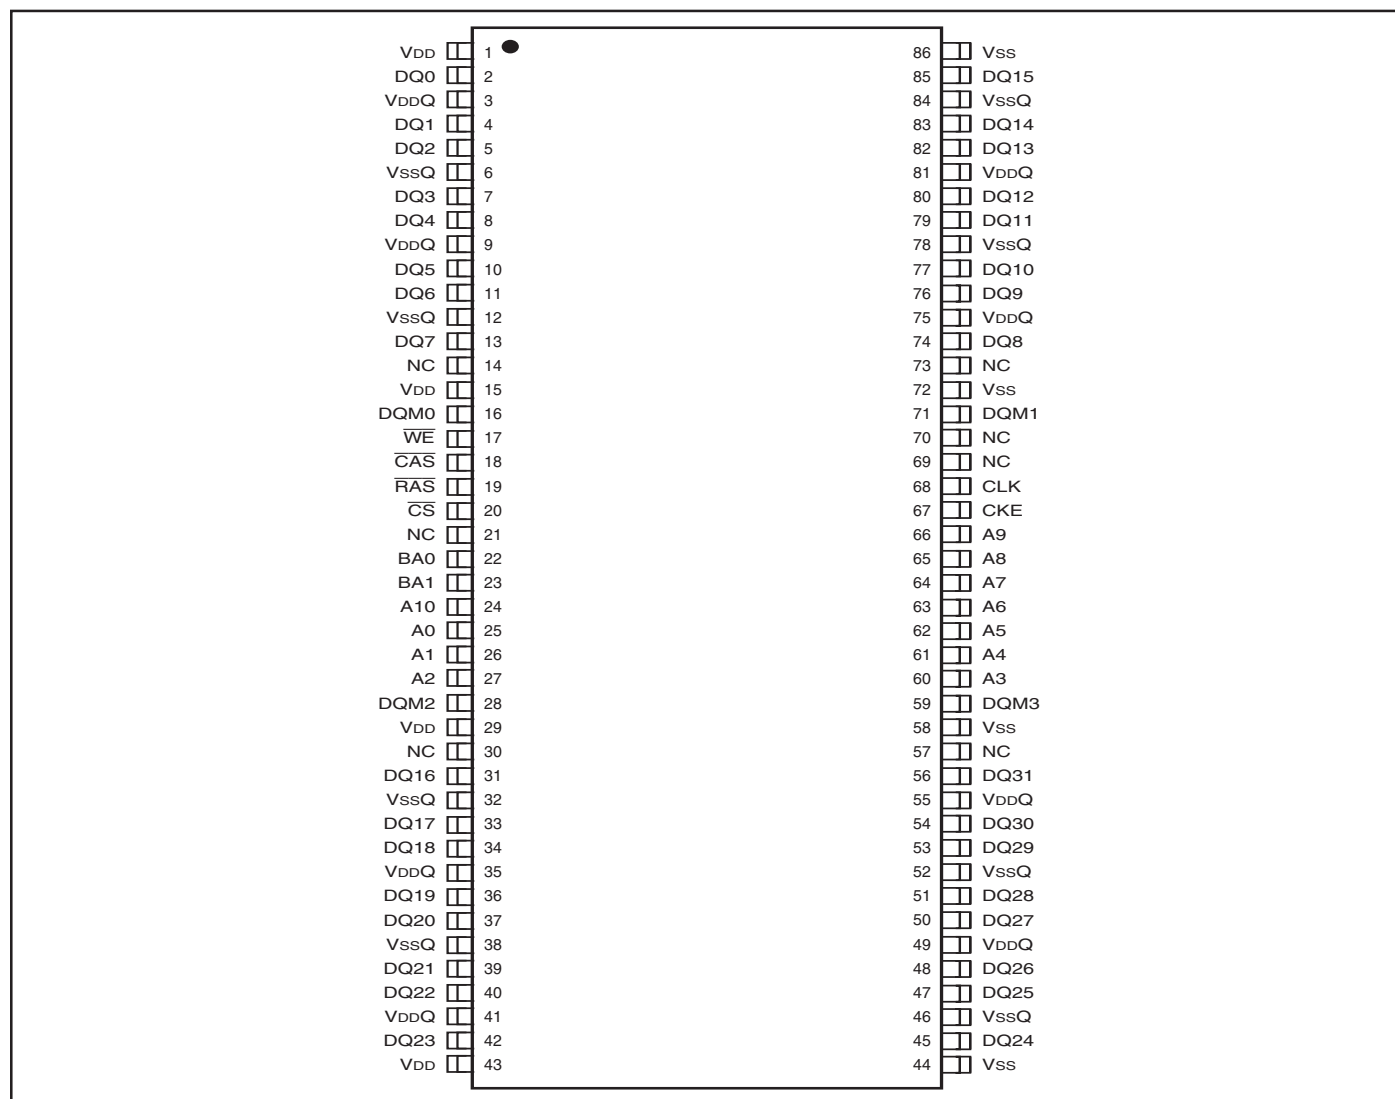 VDD 1 86 VSS
DQ0 2 85 DQ15
VDDQ 3 84 VSSQ
DQ1 4 83 DQ14
DQ2 5 82 DQ13
VSSQ 6 81 VDDQ
DQ3 7 80 DQ12
DQ4 8 79 DQ11
VDDQ 9 78 VSSQ
DQ5 10 77 DQ10
DQ6 11 76 DQ9
VSSQ 12 75 VDDQ
DQ7 13 74 DQ8
NC 14 73 NC
VDD 15 72 VSS
DQM0 16 71 DQM1
W̅E̅ 17 70 NC
C̅A̅S̅ 18 69 NC
R̅A̅S̅ 19 68 CLK
C̅S̅ 20 67 CKE
NC 21 66 A9
BA0 22 65 A8
BA1 23 64 A7
A10 24 63 A6
A0 25 62 A5
A1 26 61 A4
A2 27 60 A3
DQM2 28 59 DQM3
VDD 29 58 VSS
NC 30 57 NC
DQ16 31 56 DQ31
VSSQ 32 55 VDDQ
DQ17 33 54 DQ30
DQ18 34 53 DQ29
VDDQ 35 52 VSSQ
DQ19 36 51 DQ28
DQ20 37 50 DQ27
VSSQ 38 49 VDDQ
DQ21 39 48 DQ26
DQ22 40 47 DQ25
VDDQ 41 46 VSSQ
DQ23 42 45 DQ24
VDD 43 44 VSS